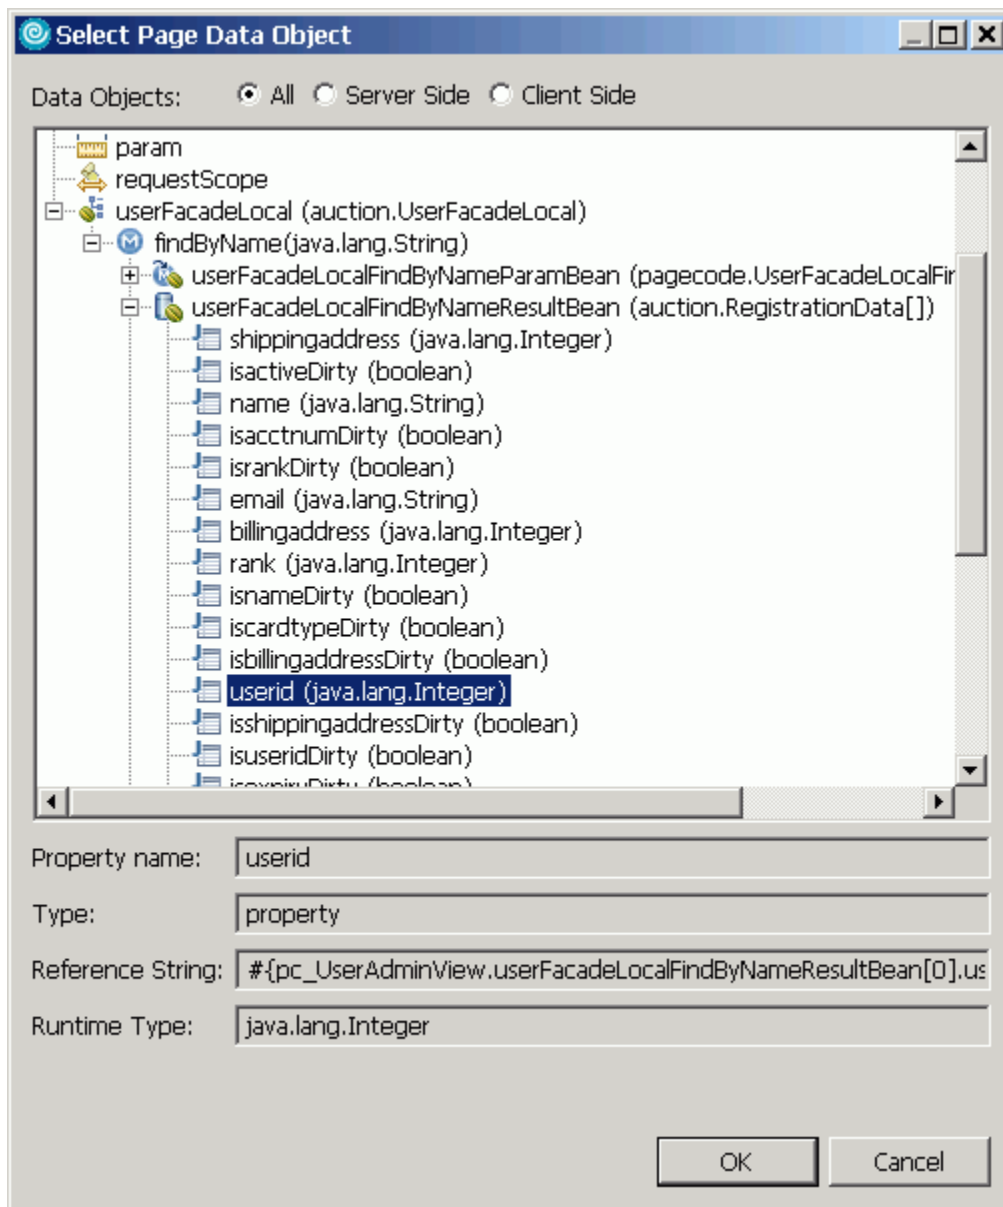 Select Page Data Object
Data Objects: All Server Side Client Side
param
requestScope
userFacadeLocal (auction.UserFacadeLocal)
findByName(java.lang.String)
userFacadeLocalFindByNameParamBean (pagecode.UserFacadeLocalFir
userFacadeLocalFindByNameResultBean (auction.RegistrationData[])
shippingaddress (java.lang.Integer)
isactiveDirty (boolean)
name (java.lang.String)
isacctnumDirty (boolean)
isrankDirty (boolean)
email (java.lang.String)
billingaddress (java.lang.Integer)
rank (java.lang.Integer)
isnameDirty (boolean)
iscardtypeDirty (boolean)
isbillingaddressDirty (boolean)
userid (java.lang.Integer)
isshippingaddressDirty (boolean)
isuseridDirty (boolean)
isexpiryDirty (boolean)
Property name: userid
Type: property
Reference String: #{pc_UserAdminView.userFacadeLocalFindByNameResultBean[0].us
Runtime Type: java.lang.Integer
OK Cancel